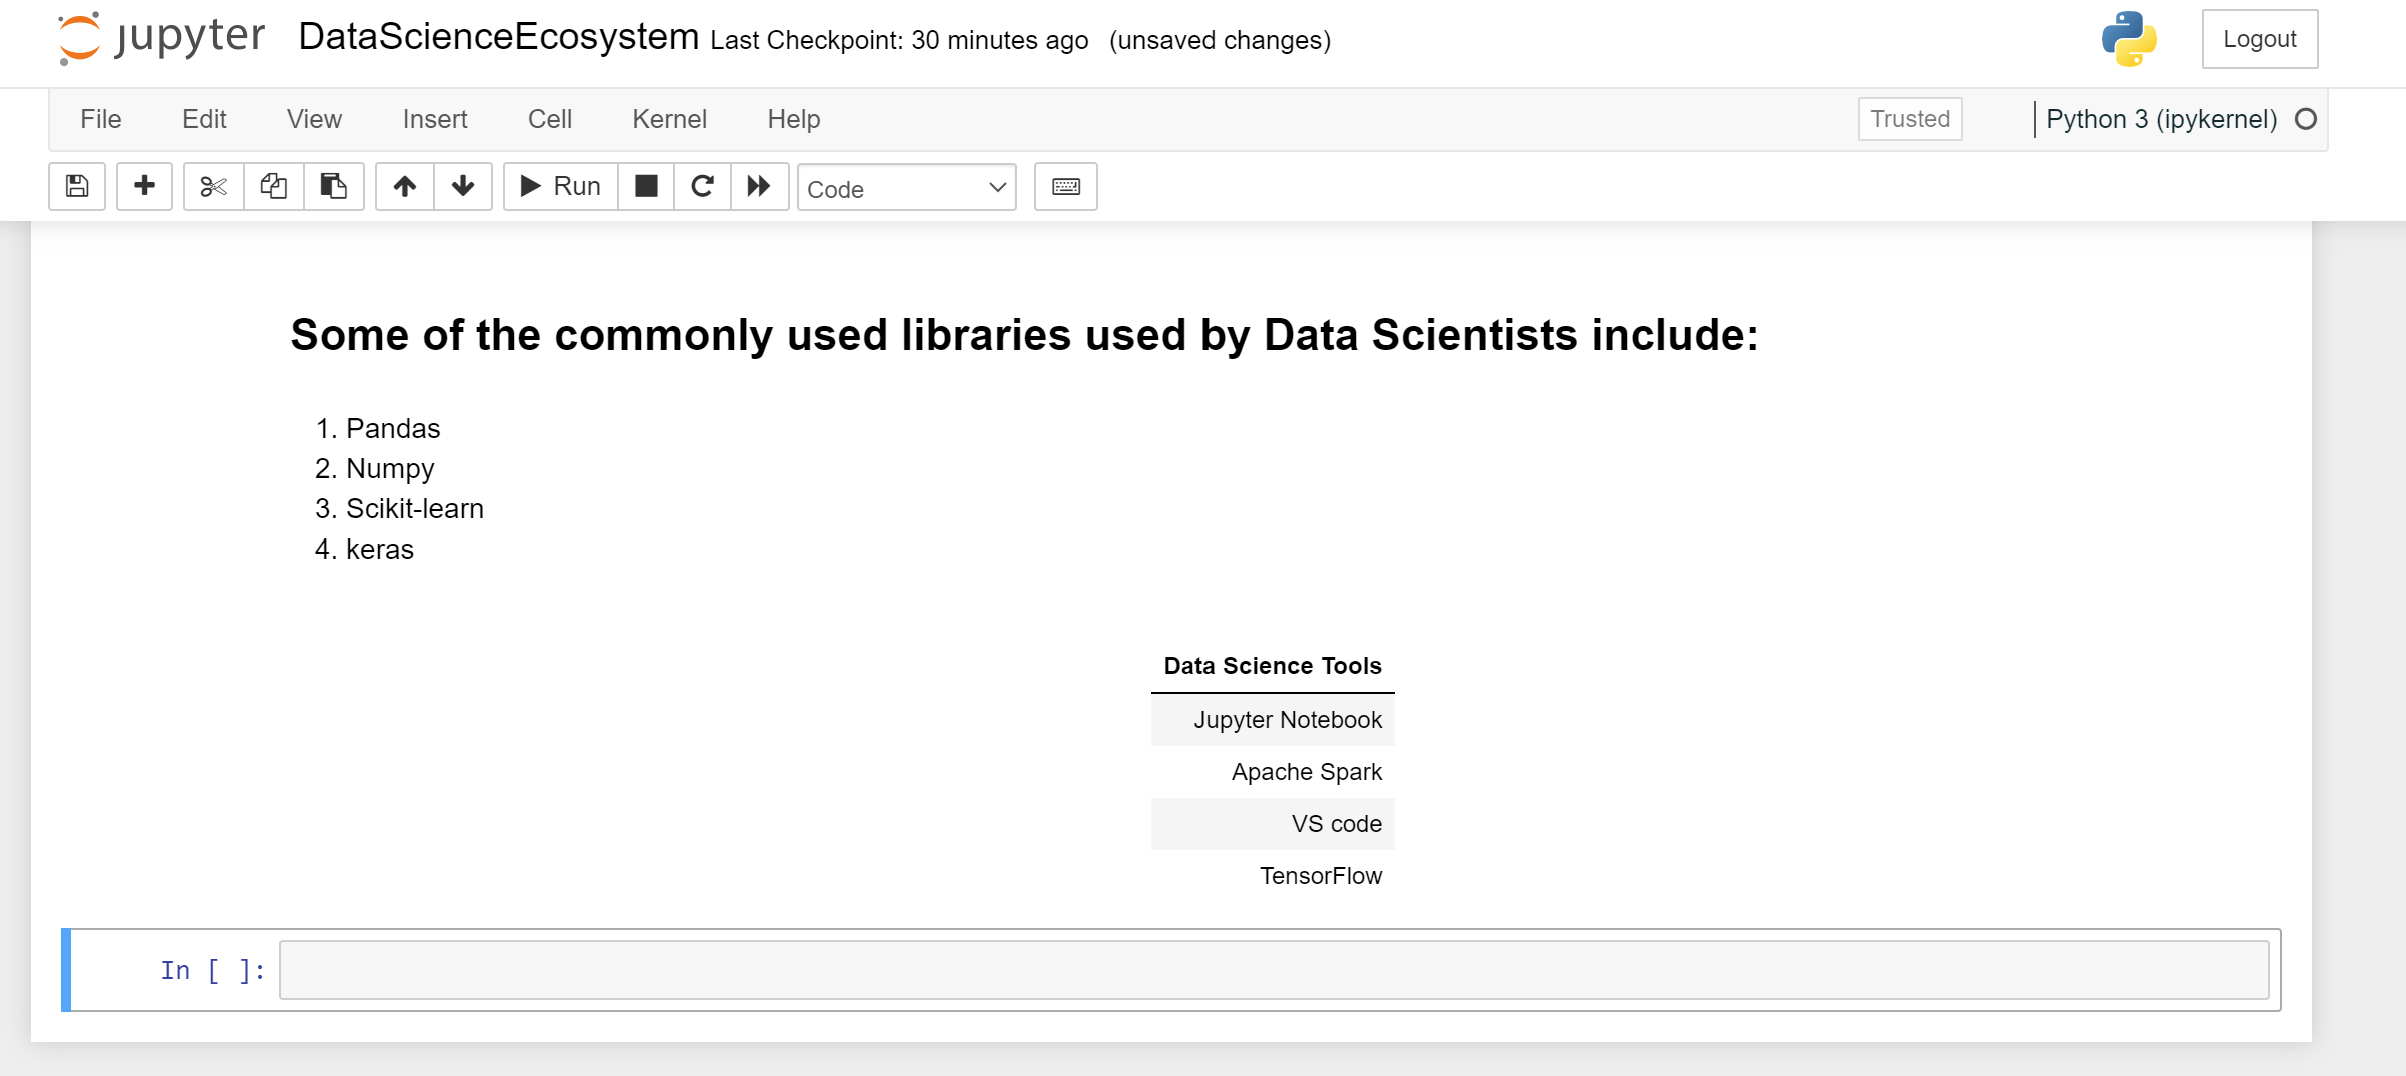 jupyter DataScienceEcosystem Last Checkpoint: 30 minutes ago (unsaved changes) Logout
File Edit View Insert Cell Kernel Help Trusted Python 3 (ipykernel)
Run Code
Some of the commonly used libraries used by Data Scientists include:
1. Pandas
2. Numpy
3. Scikit-learn
4. keras
Data Science Tools
Jupyter Notebook
Apache Spark
VS code
TensorFlow
In [ ]: